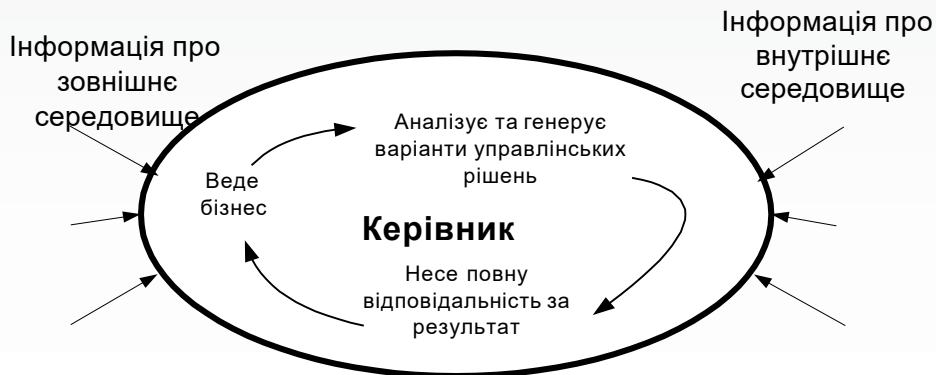 Інформація про
зовнішнє
середовище
Інформація про
внутрішнє
середовище
Аналізує та генерує
варіанти управлінських
рішень
Веде
бізнес
Керівник
Несе повну
відповідальність за
результат